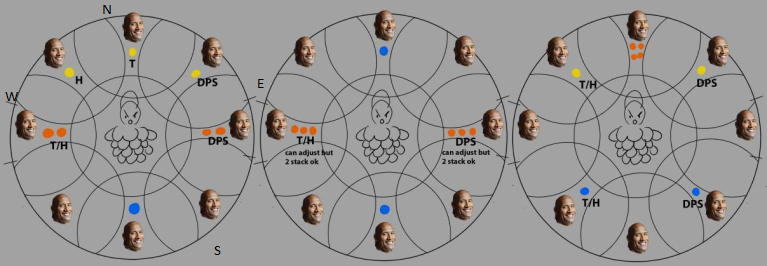 N
T
H
DPS
W
T/H
DPS
S
E
T/H
can adjust but
2 stack ok
DPS
can adjust but
2 stack ok
T/H
DPS
T/H
DPS